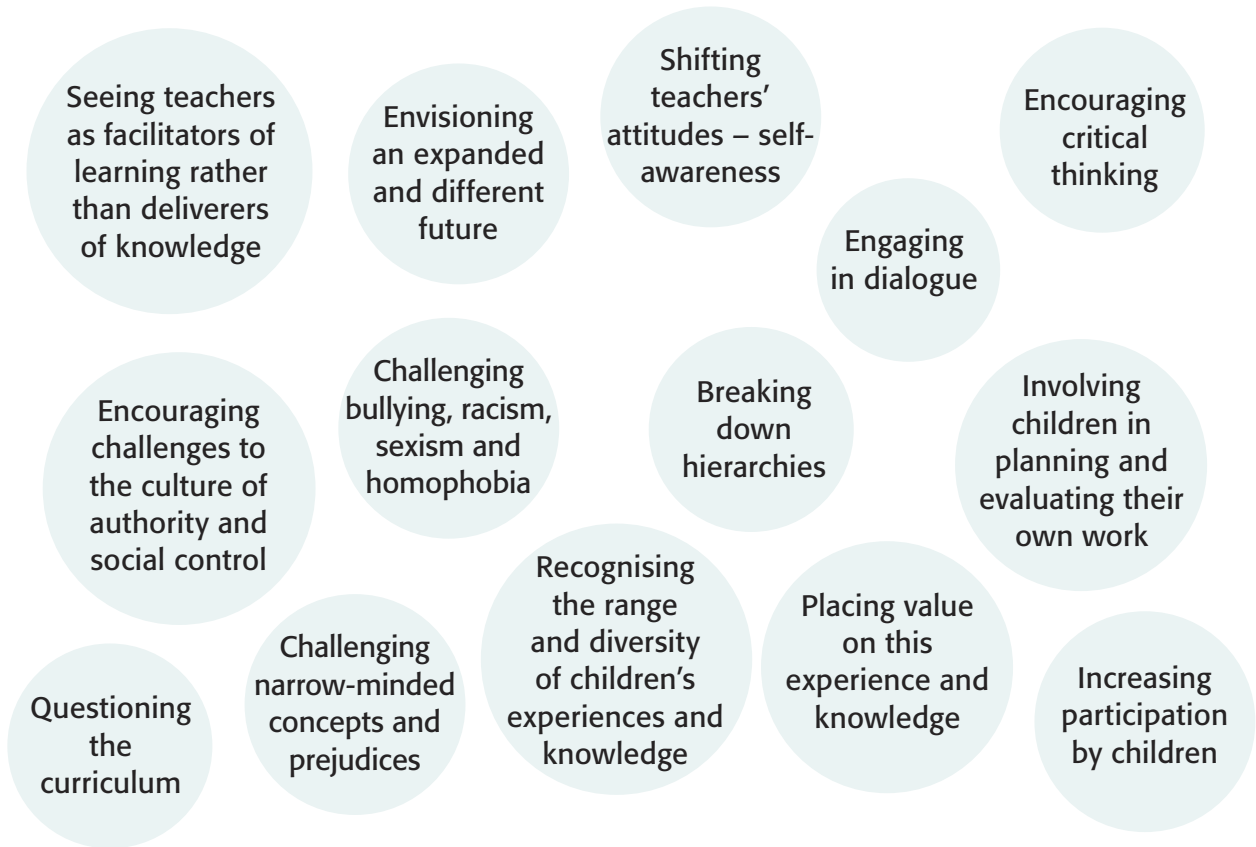 Seeing teachers
as facilitators of
learning rather
than deliverers
of knowledge
Envisioning
an expanded
and different
future
Shifting
teachers’
attitudes – self-
awareness
Encouraging
critical
thinking
Engaging
in dialogue
Encouraging
challenges to
the culture of
authority and
social control
Challenging
bullying, racism,
sexism and
homophobia
Breaking
down
hierarchies
Involving
children in
planning and
evaluating their
own work
Questioning
the
curriculum
Challenging
narrow-minded
concepts and
prejudices
Recognising
the range
and diversity
of children’s
experiences and
knowledge
Placing value
on this
experience and
knowledge
Increasing
participation
by children